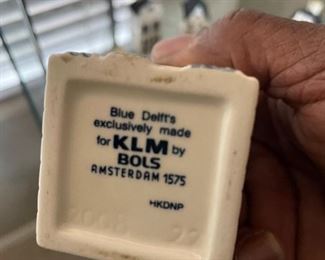 Blue Delft's
exclusively made
for KLM by
BOLS
AMSTERDAM 1575
HKDNP